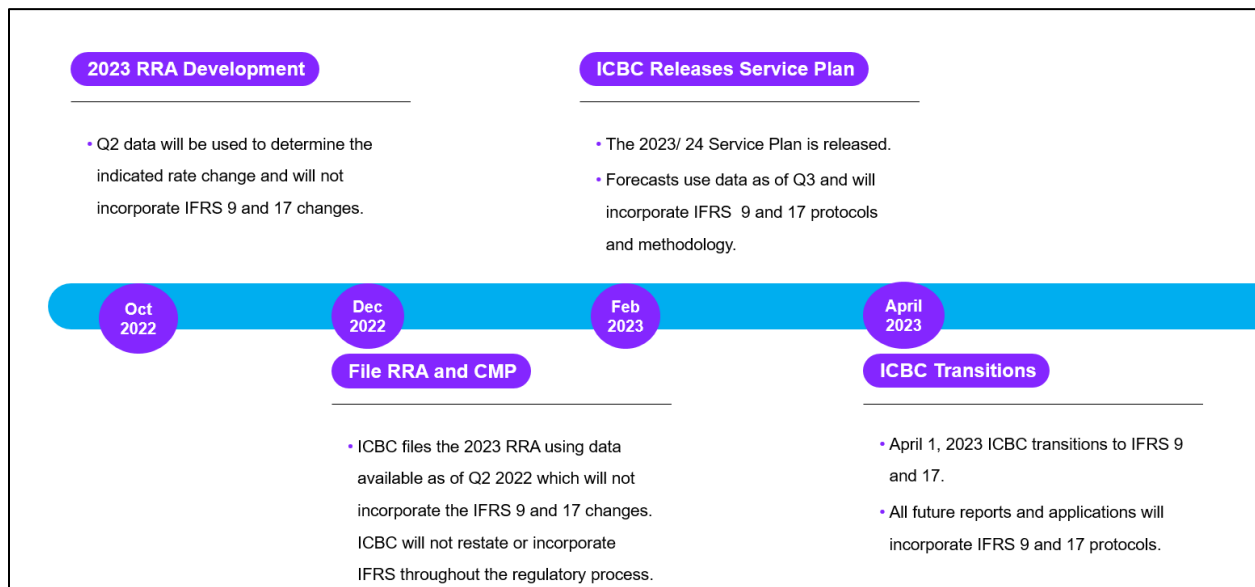 2023 RRA Development
• Q2 data will be used to determine the
indicated rate change and will not
incorporate IFRS 9 and 17 changes.
ICBC Releases Service Plan
• The 2023/ 24 Service Plan is released.
• Forecasts use data as of Q3 and will
incorporate IFRS  9 and 17 protocols
and methodology.
Oct
2022
Dec
2022
Feb
2023
April
2023
File RRA and CMP
• ICBC files the 2023 RRA using data
available as of Q2 2022 which will not
incorporate the IFRS 9 and 17 changes.
ICBC will not restate or incorporate
IFRS throughout the regulatory process.
ICBC Transitions
• April 1, 2023 ICBC transitions to IFRS 9
and 17.
• All future reports and applications will
incorporate IFRS 9 and 17 protocols.